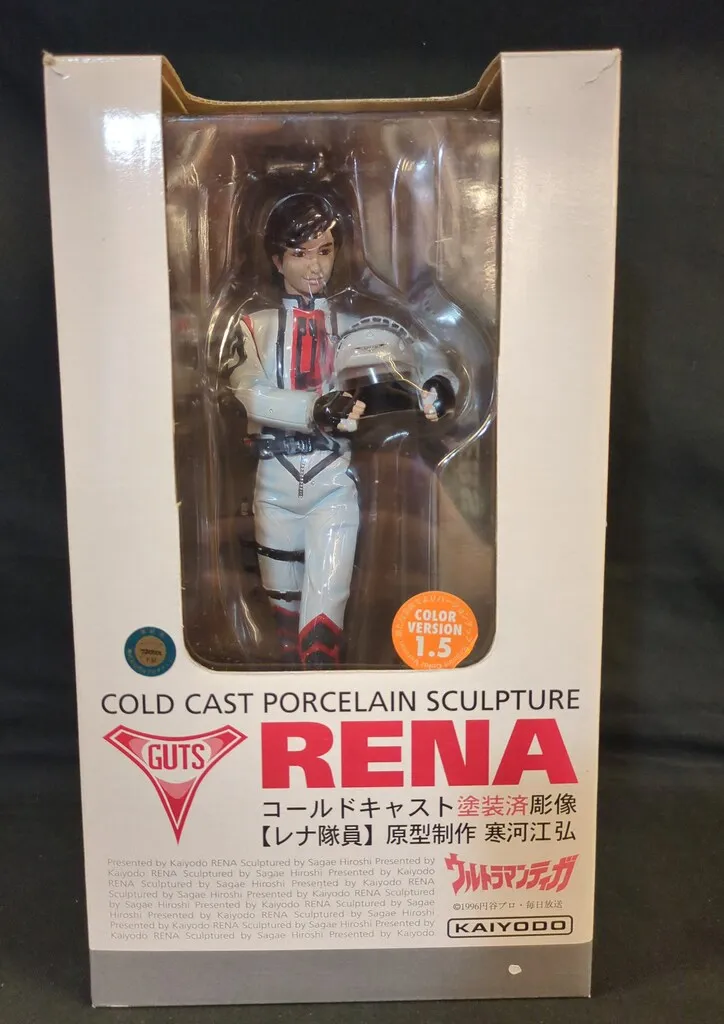 COLOR
VERSION
1.5
COLD CAST PORCELAIN SCULPTURE
GUTS
RENA
コールドキャスト塗装済彫像
【レナ隊員】原型制作 寒河江弘
Presented by Kaiyodo RENA Sculptured by Sagae Hiroshi Presented by
Kaiyodo RENA Sculptured by Sagae Hiroshi Presented by Kaiyodo
RENA Sculptured by Sagae Hiroshi Presented by Kaiyodo RENA
Sculptured by Sagae Hiroshi Presented by Kaiyodo RENA Sculptured
by Sagae Hiroshi Presented by Kaiyodo RENA Sculptured by Sagae
Hiroshi Presented by Kaiyodo RENA Sculptured by Sagae Hiroshi
Presented by Kaiyodo RENA Sculptured by Sagae Hiroshi Presented by
Kaiyodo RENA Sculptured by Sagae Hiroshi Presented by Kaiyodo
ウルトラマンティガ
©1996円谷プロ・毎日放送
KAIYODO